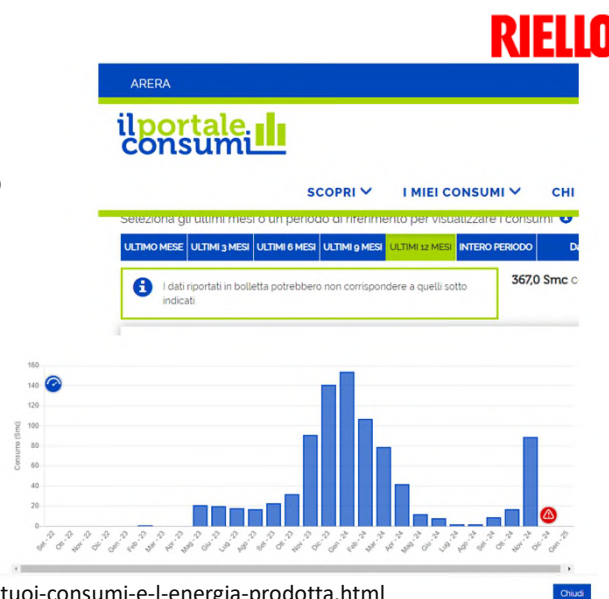 RIELLO
ARERA
ilportale
consumi
SCOPRI I MIEI CONSUMI CHI
Seleziona gli ultimi mesi o un periodo di riferimento per visualizzare i consumi
ULTIMO MESE ULTIMI 3 MESI ULTIMI 6 MESI ULTIMI 9 MESI ULTIMI 12 MESI INTERO PERIODO Da
I dati riportati in bolletta potrebbero non corrispondere a quelli sotto
indicati
367,0 Smc c
160
140
120
100
80
60
40
20
0
Consumo (Smc)
Set - 22 Ott - 22 Nov - 22 Dic - 22 Gen - 23 Feb - 23 Mar - 23 Apr - 23 Mag - 23 Giu - 23 Lug - 23 Ago - 23 Set - 23 Ott - 23 Nov - 23 Dic - 23 Gen - 24 Feb - 24 Mar - 24 Apr - 24 Mag - 24 Giu - 24 Lug - 24 Ago - 24 Set - 24 Ott - 24 Nov - 24 Dic - 24 Gen - 25
tuoi-consumi-e-l-energia-prodotta.html
Chiudi